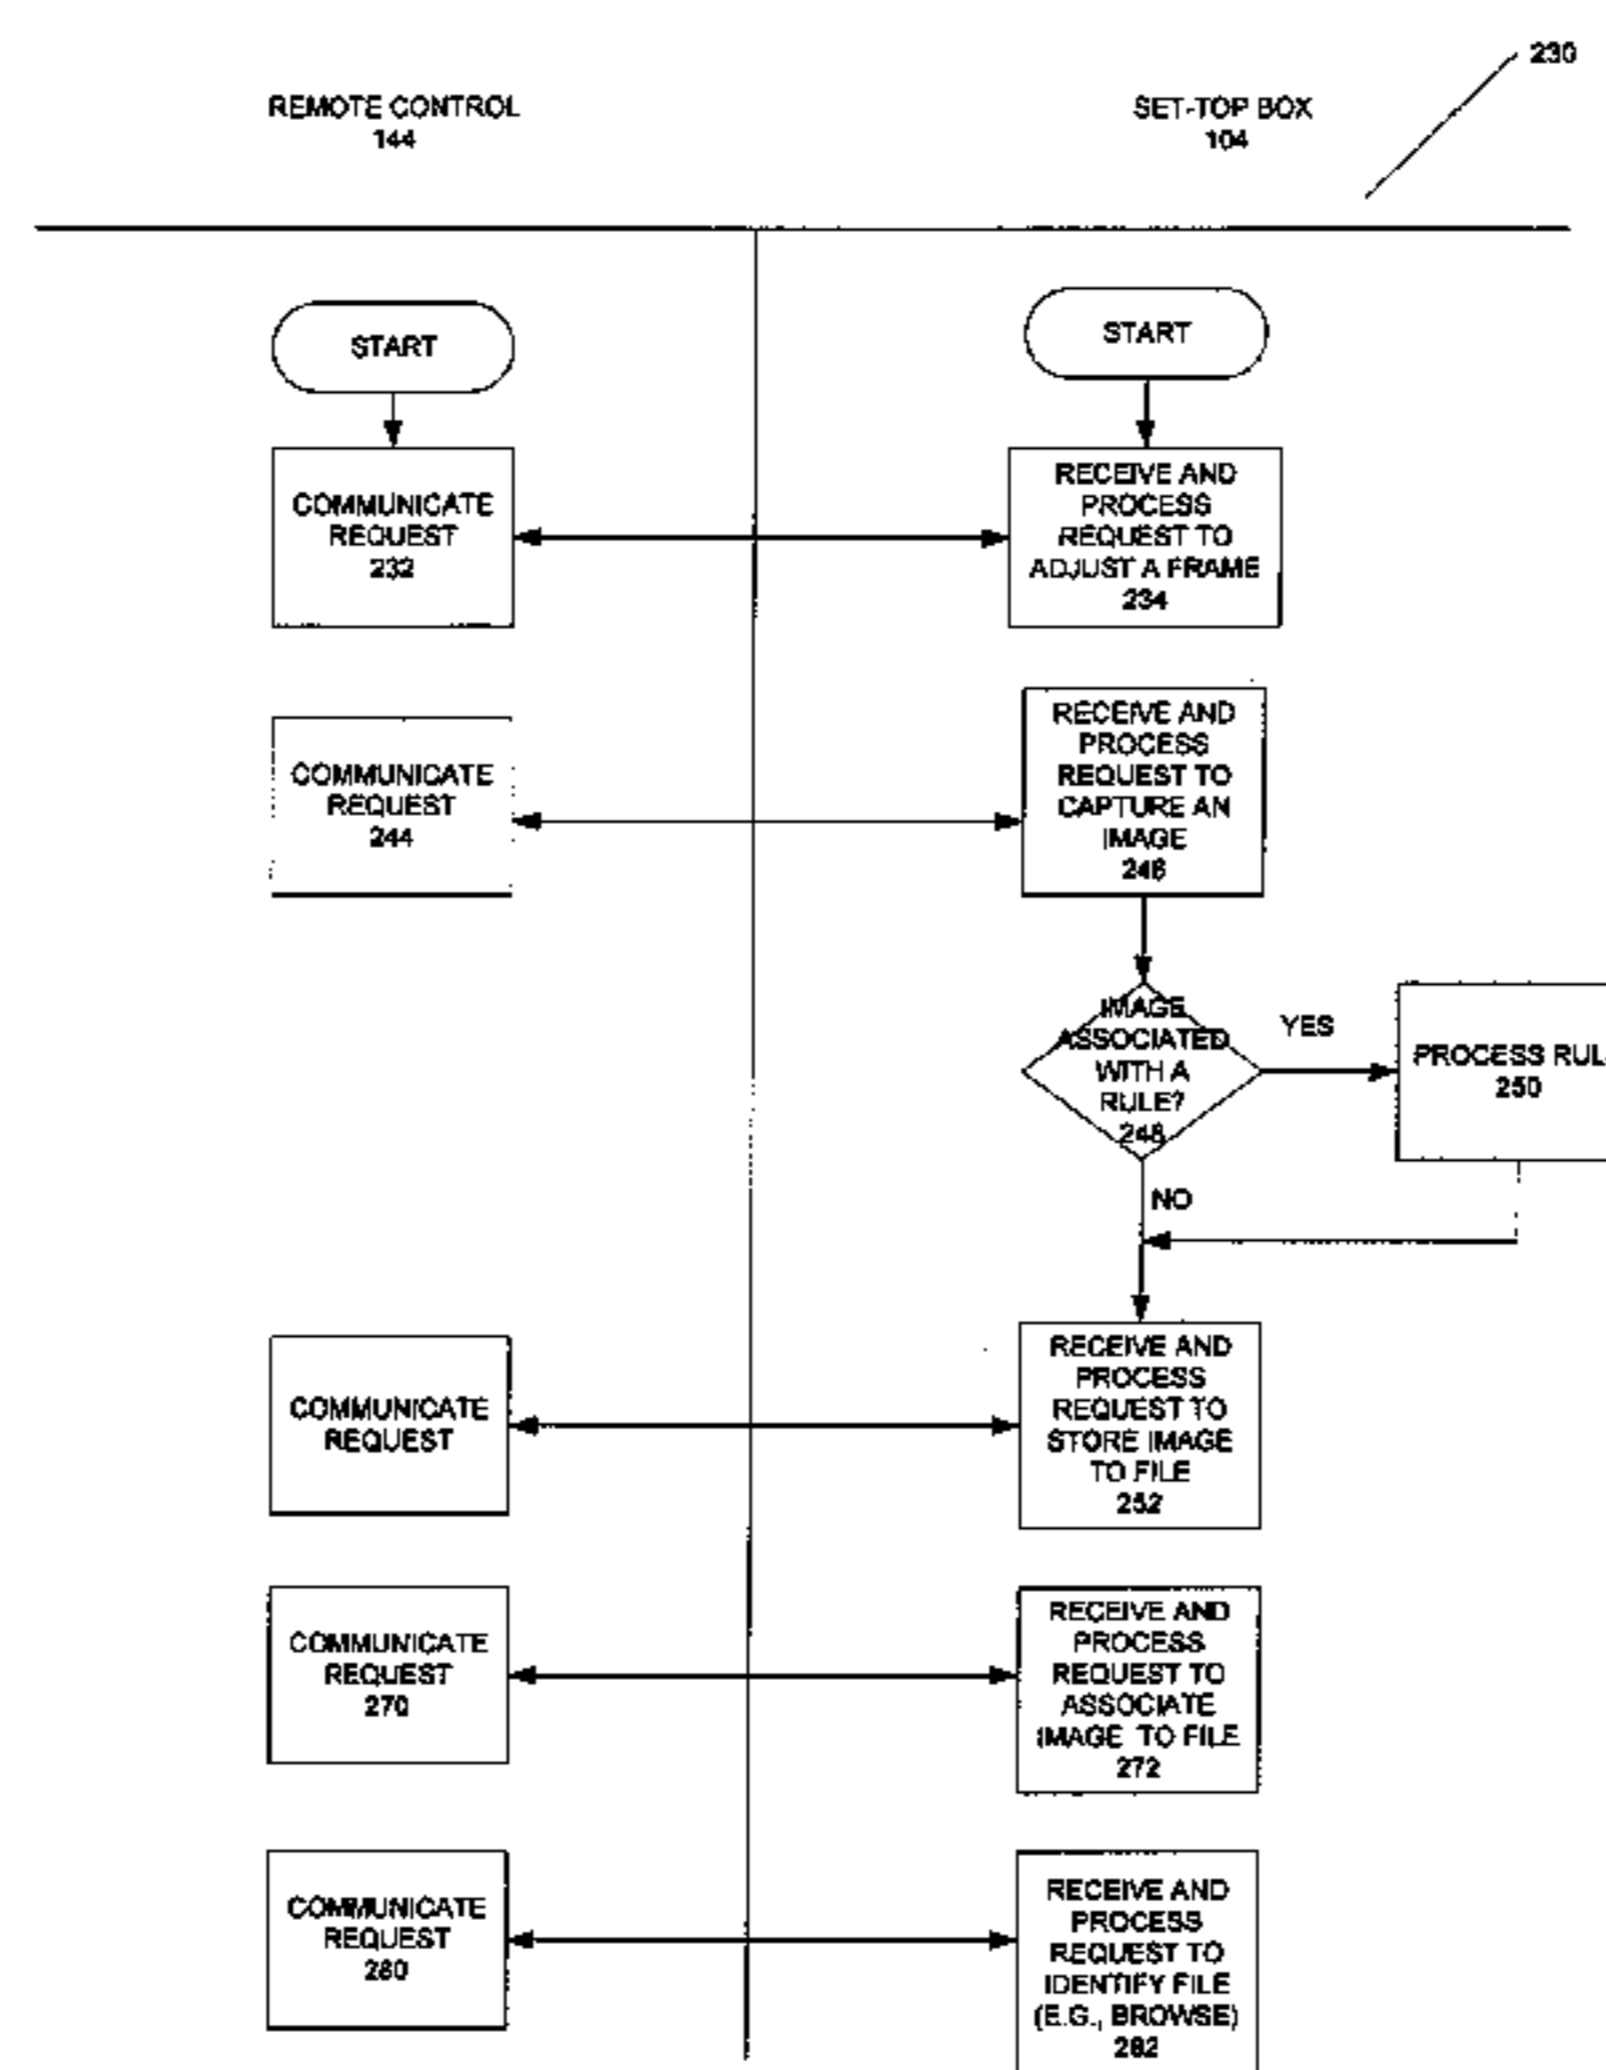 230
REMOTE CONTROL
144
SET-TOP BOX
104
START
START
COMMUNICATE
REQUEST
232
RECEIVE AND
PROCESS
REQUEST TO
ADJUST A FRAME
234
COMMUNICATE
REQUEST
244
RECEIVE AND
PROCESS
REQUEST TO
CAPTURE AN
IMAGE
246
IMAGE
ASSOCIATED
WITH A
RULE?
248
YES
PROCESS RUL
250
NO
COMMUNICATE
REQUEST
RECEIVE AND
PROCESS
REQUEST TO
STORE IMAGE
TO FILE
252
COMMUNICATE
REQUEST
270
RECEIVE AND
PROCESS
REQUEST TO
ASSOCIATE
IMAGE TO FILE
272
COMMUNICATE
REQUEST
280
RECEIVE AND
PROCESS
REQUEST TO
IDENTIFY FILE
(E.G., BROWSE)
282